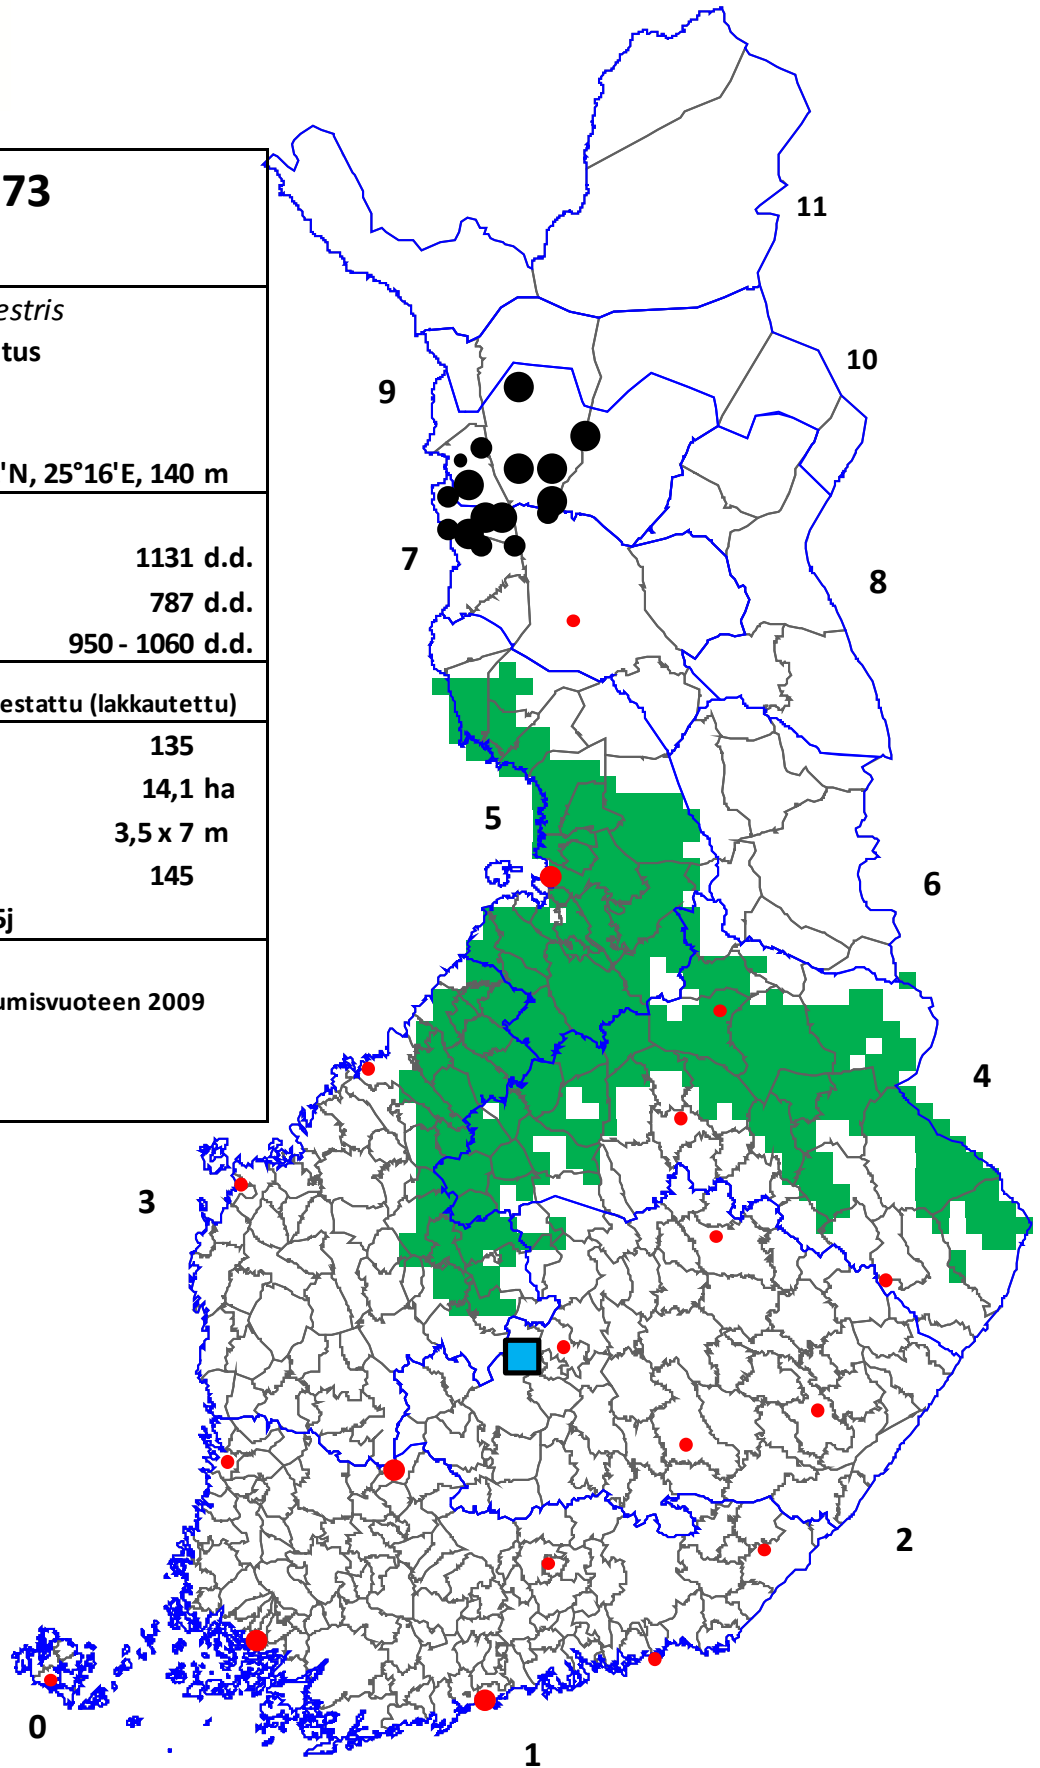 73
estris
tus
'N, 25°16'E, 140 m
1131 d.d.
787 d.d.
950 - 1060 d.d.
estattu (lakkautettu)
135
14,1 ha
3,5 x 7 m
145
5j
umisvuoteen 2009
11
10
9
8
7
6
5
4
3
2
1
0